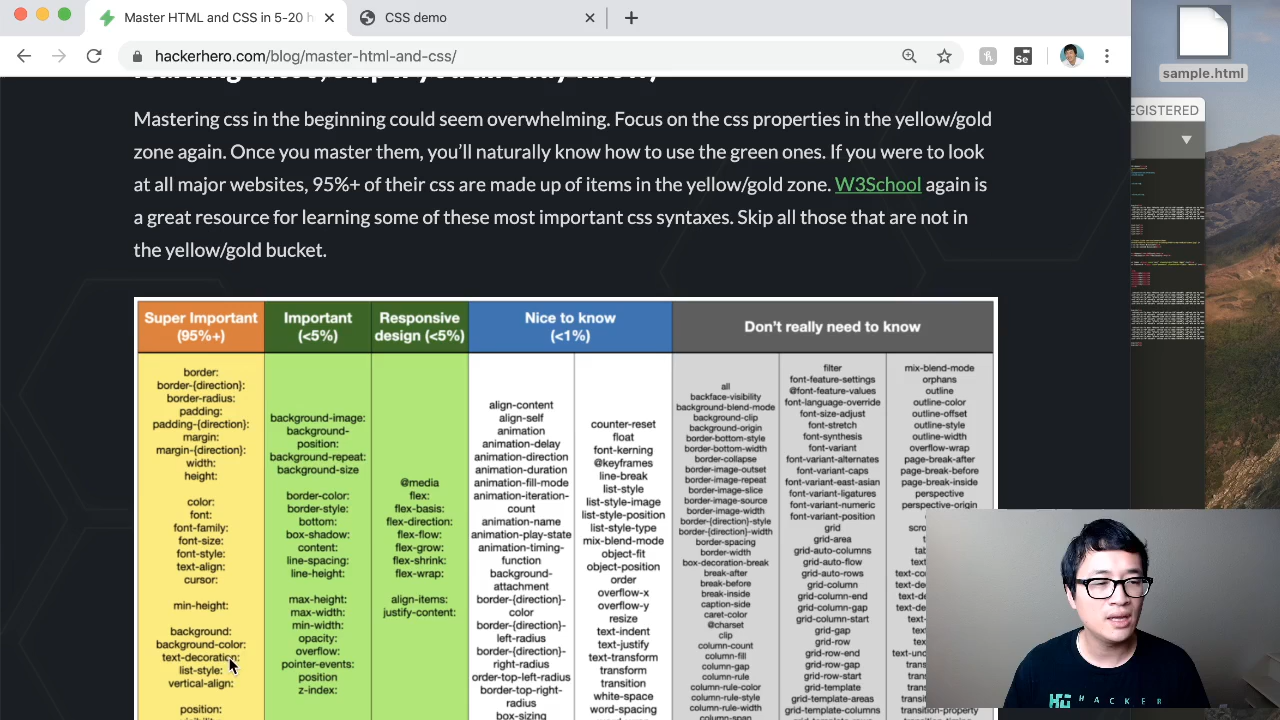 Master HTML and CSS in 5-20 h
CSS demo
hackerhero.com/blog/master-html-and-css/
Se
sample.html
EGISTERED
Mastering css in the beginning could seem overwhelming. Focus on the css properties in the yellow/gold
zone again. Once you master them, you'll naturally know how to use the green ones. If you were to look
at all major websites, 95%+ of their css are made up of items in the yellow/gold zone. W3School again is
a great resource for learning some of these most important css syntaxes. Skip all those that are not in
the yellow/gold bucket.
Super Important
(95%+)
border:
border-{direction}:
border-radius:
padding:
padding-{direction}:
margin:
margin-{direction}:
width:
height:
color:
font:
font-family:
font-size:
font-style:
text-align:
cursor:
min-height:
background:
background-color:
text-decoration:
list-style:
vertical-align:
position:
Important
(<5%)
background-image:
background-
position:
background-repeat:
background-size
border-color:
border-style:
bottom:
box-shadow:
content:
line-spacing:
line-height:
max-height:
max-width:
min-width:
opacity:
overflow:
pointer-events:
position
z-index:
Responsive
design (<5%)
@media
flex:
flex-basis:
flex-direction:
flex-flow:
flex-grow:
flex-shrink:
flex-wrap:
align-items:
justify-content:
Nice to know
(<1%)
align-content
align-self
animation
animation-delay
animation-direction
animation-duration
animation-fill-mode
animation-iteration-
count
animation-name
animation-play-state
animation-timing-
function
background-
attachment
border-{direction}-
color
border-{direction}-
left-radius
border-{direction}-
right-radius
order-top-left-radius
border-top-right-
radius
box-sizing
counter-reset
float
font-kerning
@keyframes
line-break
list-style
list-style-image
list-style-position
list-style-type
mix-blend-mode
object-fit
object-position
order
overflow-x
overflow-y
resize
text-indent
text-justify
text-transform
transform
transition
white-space
word-spacing
Don't really need to know
all
backface-visibility
background-blend-mode
background-clip
background-origin
border-bottom-style
border-bottom-width
border-collapse
border-image-outset
border-image-repeat
border-image-slice
border-image-source
border-image-width
border-{direction}-style
border-{direction}-width
border-spacing
border-width
box-decoration-break
break-after
break-before
break-inside
caption-side
caret-color
@charset
clip
column-count
column-fill
column-gap
column-rule
column-rule-color
column-rule-style
column-rule-width
column-span
filter
font-feature-settings
@font-feature-values
font-language-override
font-size-adjust
font-stretch
font-synthesis
font-variant
font-variant-alternates
font-variant-caps
font-variant-east-asian
font-variant-ligatures
font-variant-numeric
font-variant-position
grid
grid-area
grid-auto-columns
grid-auto-flow
grid-auto-rows
grid-column
grid-column-end
grid-column-gap
grid-column-start
grid-gap
grid-row
grid-row-end
grid-row-gap
grid-row-start
grid-template
grid-template-areas
grid-template-columns
grid-template-rows
mix-blend-mode
orphans
outline
outline-color
outline-offset
outline-style
outline-width
overflow-wrap
page-break-after
page-break-before
page-break-inside
perspective
perspective-origin
HACKER